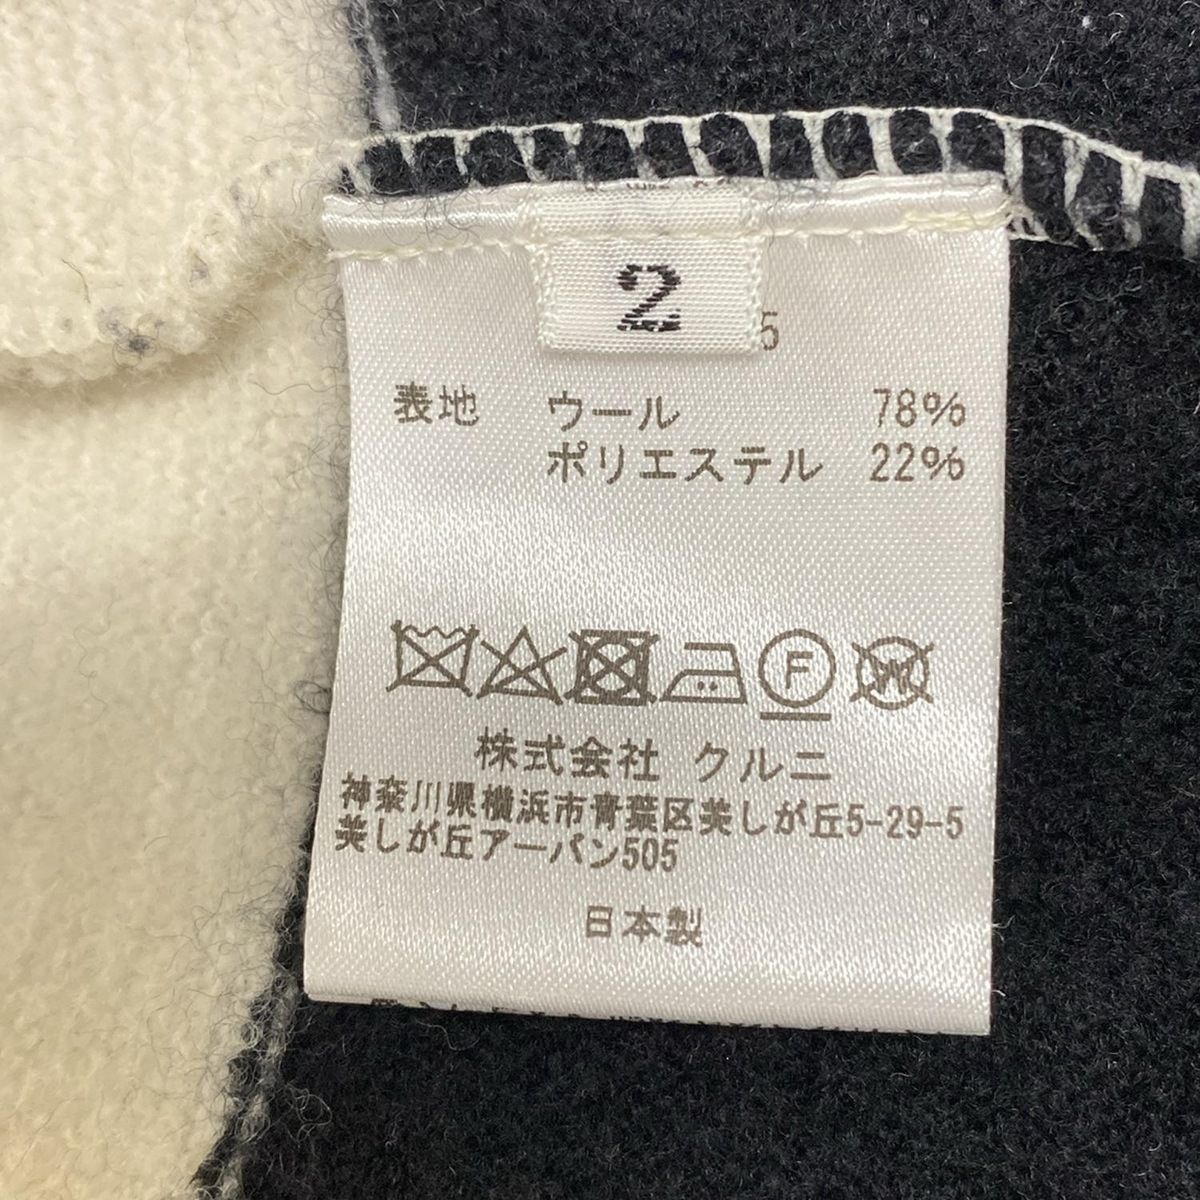 2
5
表地 ウール 78%
ポリエステル 22%
F
W
株式会社 クルニ
神奈川県横浜市青葉区美しが丘5-29-5
美しが丘アーバン505
日本製